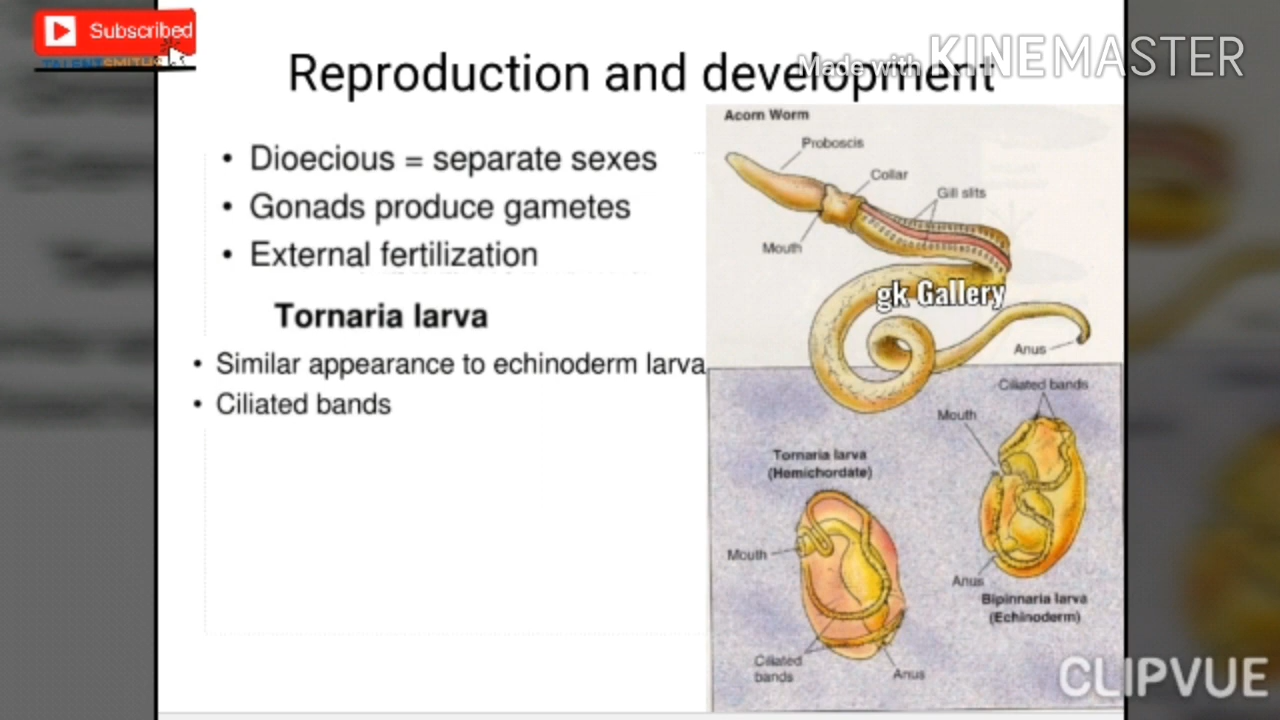 Subscribed
Made with KINEMASTER
Reproduction and development
• Dioecious = separate sexes
• Gonads produce gametes
• External fertilization
Tornaria larva
• Similar appearance to echinoderm larva
• Ciliated bands
Acorn Worm
Proboscis
Collar
Gill slits
Mouth
gk Gallery
Anus
Ciliated bands
Mouth
Tornaria larva
(Hemichordate)
Mouth
Anus
Bipinnaria larva
(Echinoderm)
Ciliated
bands
Anus
CLIPVUE